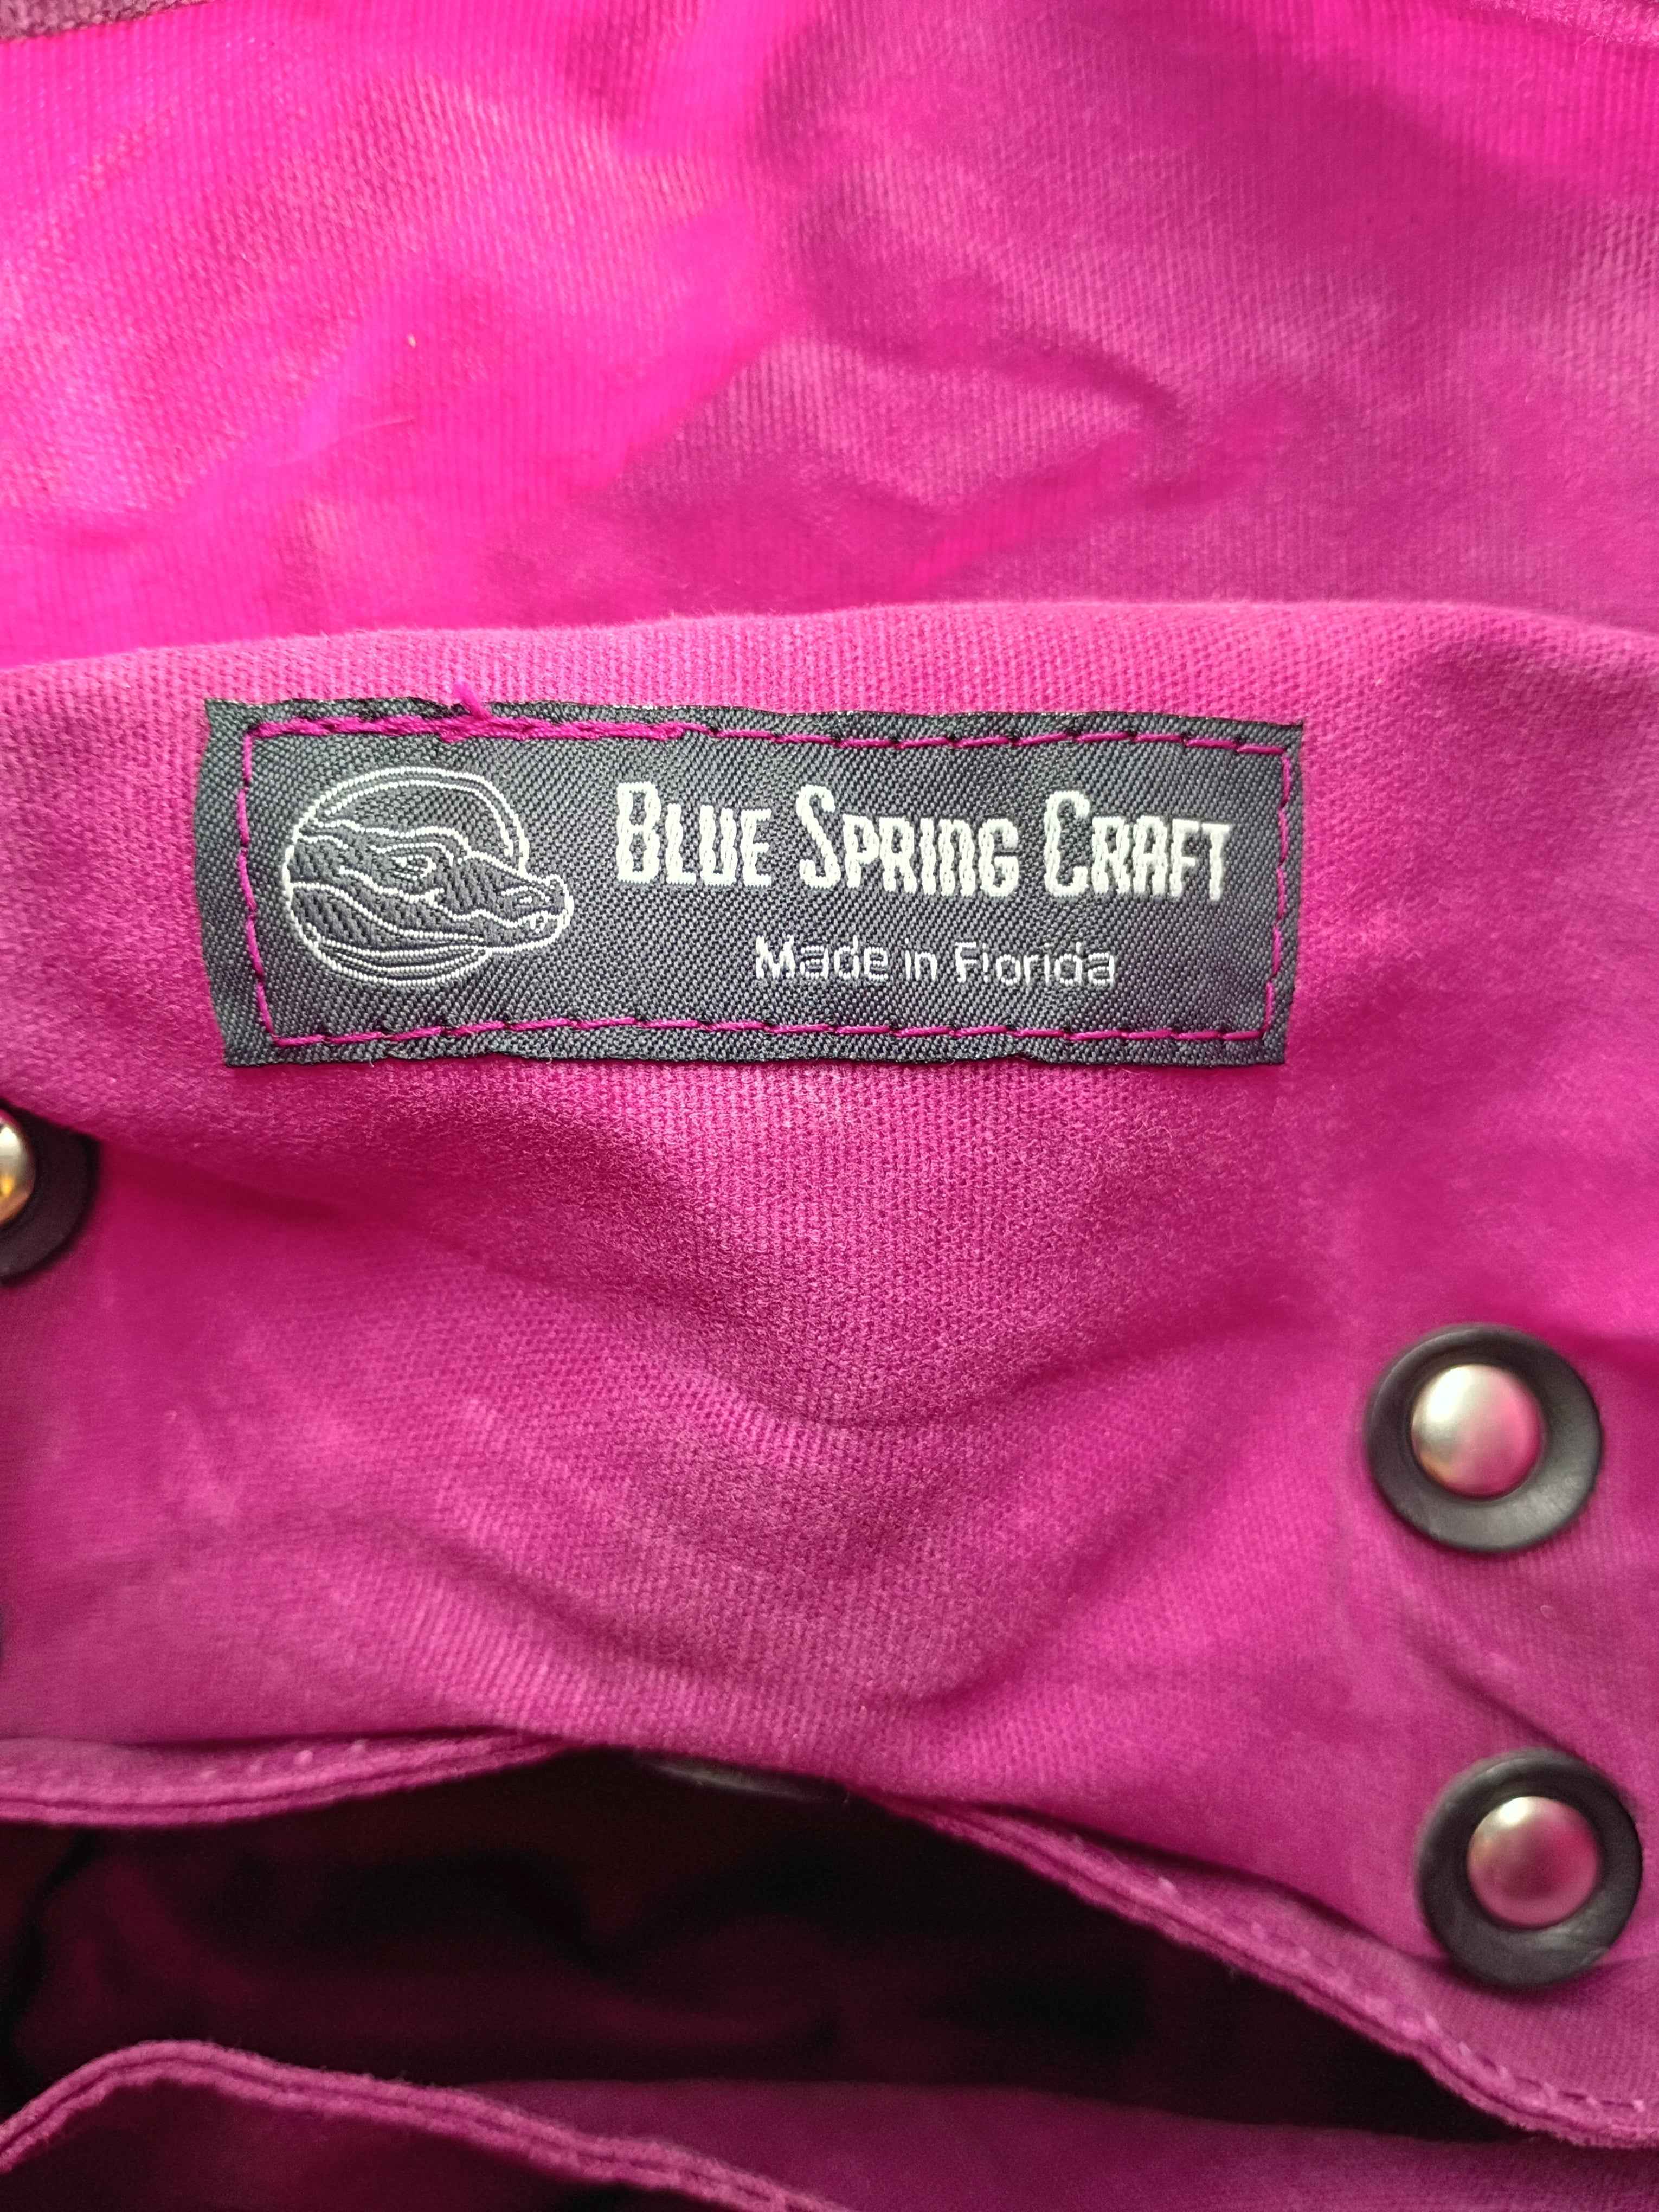 BLUE SPRING CRAFT
Made in Florida